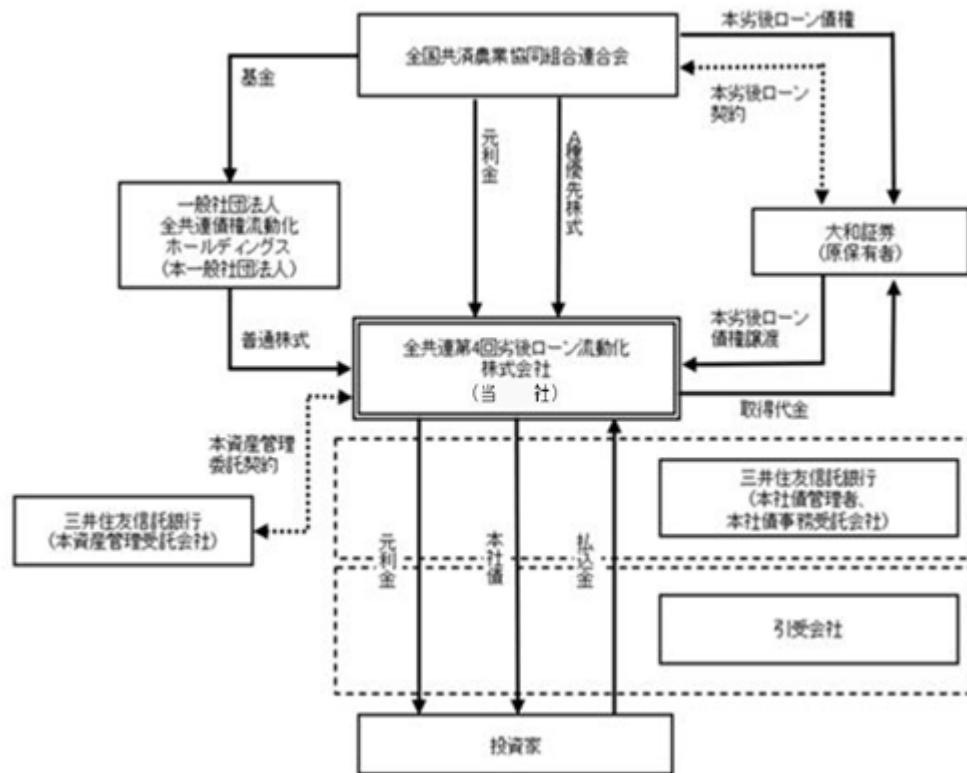 本劣後ローン債権
全国共済農業協同組合連合会
基金
本劣後ローン
契約
元利金
A種優先株式
一般社団法人
全共連債権流動化
ホールディングス
(本一般社団法人)
大和証券
(原保有者)
普通株式
本劣後ローン
債権譲渡
全共連第4回劣後ローン流動化
株式会社
(当 社)
取得代金
本資産管理
委託契約
三井住友信託銀行
(本資産管理受託会社)
三井住友信託銀行
(本社債管理者、
本社債事務受託会社)
元利金
本社債
払込金
引受会社
投資家